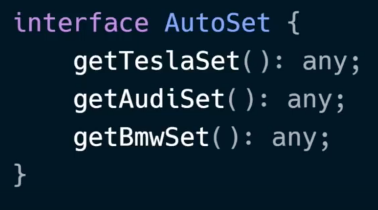 interface AutoSet {
    getTeslaSet(): any;
    getAudiSet(): any;
    getBmwSet(): any;
}